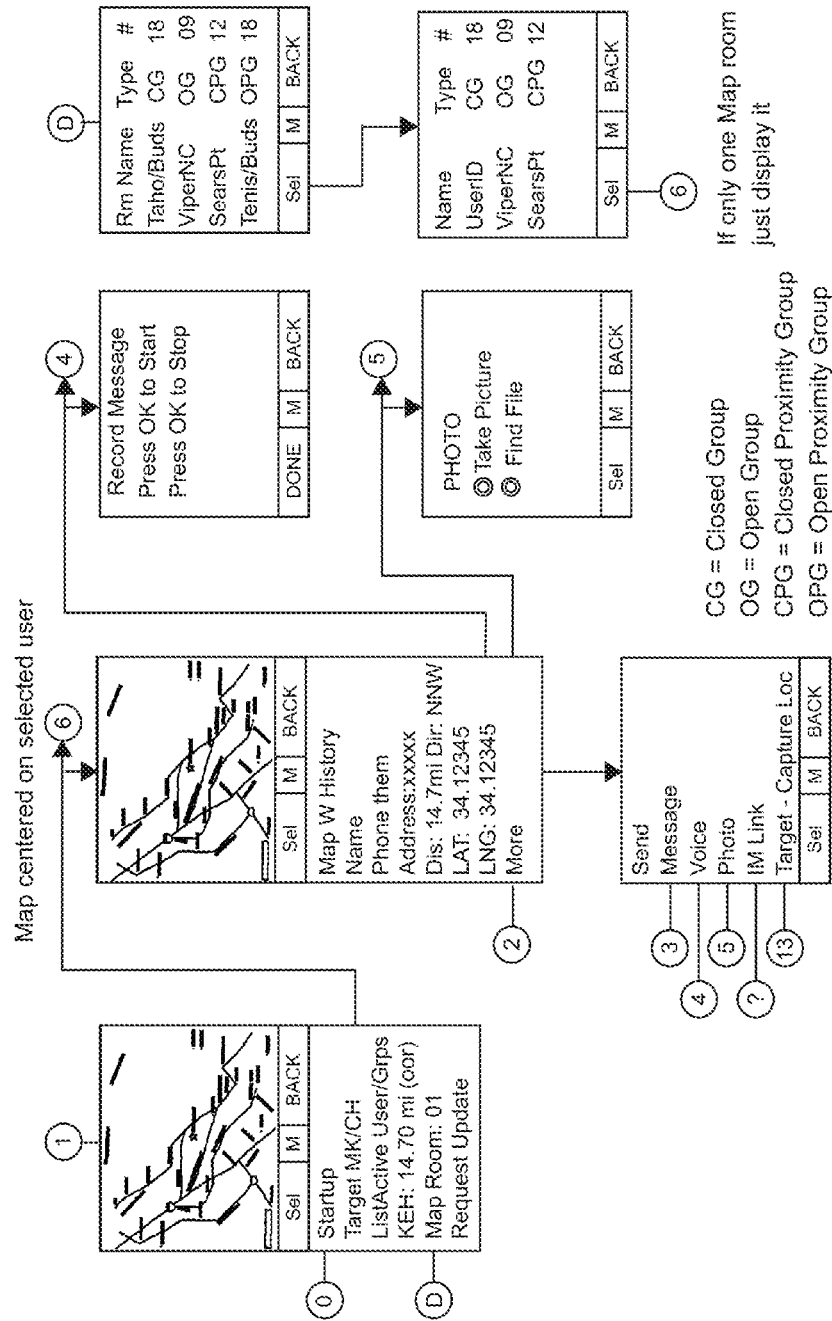 Map centered on selected user
1
Sel M BACK
0
Startup
Target MK/CH
ListActive User/Grps
KEH: 14.70 mi (oor)
D
Map Room: 01
Request Update
6
Sel M BACK
Map W History
Name
Phone them
Address:xxxxx
Dis: 14.7mi Dir: NNW
LAT: 34.12345
LNG: 34.12345
2
More
Send
3
Message
4
Voice
5
Photo
?
IM Link
13
Target - Capture Loc
Sel M BACK
4
Record Message
Press OK to Start
Press OK to Stop
DONE M BACK
5
PHOTO
Take Picture
Find File
Sel M BACK
CG = Closed Group
OG = Open Group
CPG = Closed Proximity Group
OPG = Open Proximity Group
D
Rm Name Type #
Taho/Buds CG 18
ViperNC OG 09
SearsPt CPG 12
Tenis/Buds OPG 18
Sel M BACK
Name Type #
UserID CG 18
ViperNC OG 09
SearsPt CPG 12
Sel M BACK
6
If only one Map room
just display it